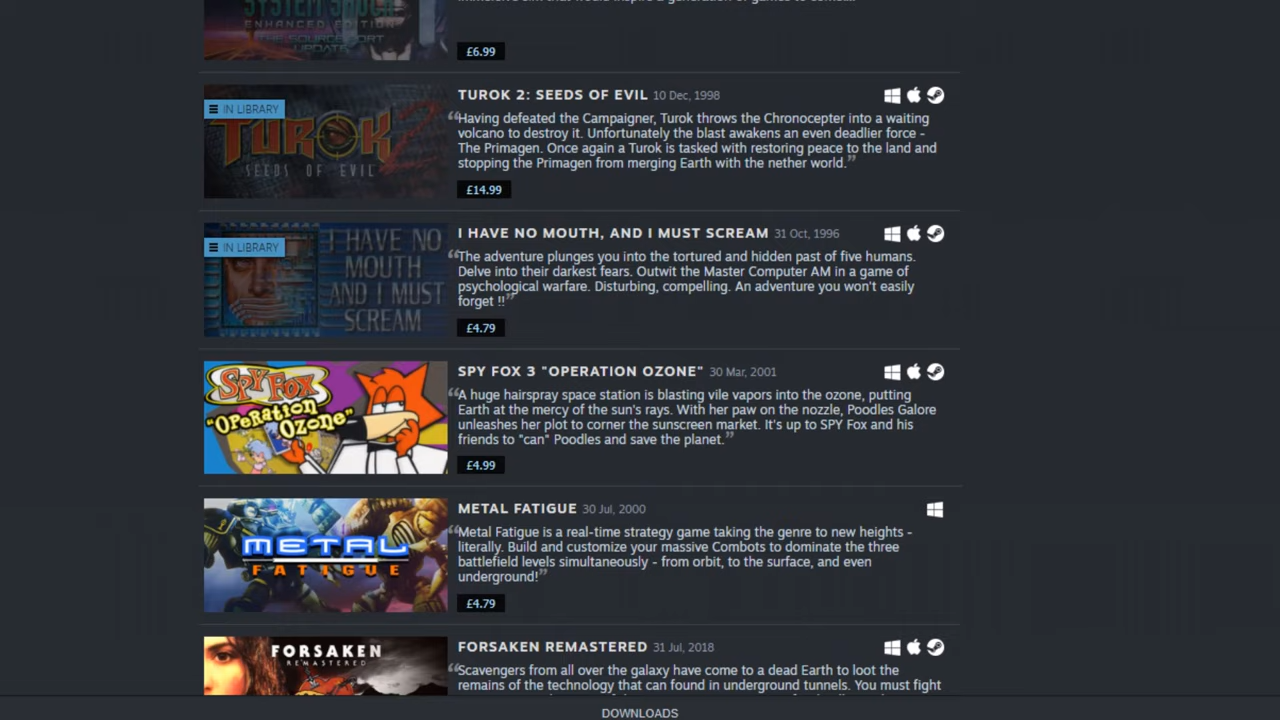 SYSTEM SHOCK
ENHANCED EDITION
THE SOURCE PORT
UPDATE
£6.99
IN LIBRARY
TUROK 2
SEEDS OF EVIL
TUROK 2: SEEDS OF EVIL 10 Dec, 1998
“Having defeated the Campaigner, Turok throws the Chronocepter into a waiting
volcano to destroy it. Unfortunately the blast awakens an even deadlier force -
The Primagen. Once again a Turok is tasked with restoring peace to the land and
stopping the Primagen from merging Earth with the nether world.”
£14.99
IN LIBRARY
I HAVE NO
MOUTH
AND I MUST
SCREAM
I HAVE NO MOUTH, AND I MUST SCREAM 31 Oct, 1996
“The adventure plunges you into the tortured and hidden past of five humans.
Delve into their darkest fears. Outwit the Master Computer AM in a game of
psychological warfare. Disturbing, compelling. An adventure you won't easily
forget !!”
£4.79
SPY FOX
"OPERATION
OZONE"
SPY FOX 3 "OPERATION OZONE" 30 Mar, 2001
“A huge hairspray space station is blasting vile vapors into the ozone, putting
Earth at the mercy of the sun's rays. With her paw on the nozzle, Poodles Galore
unleashes her plot to corner the sunscreen market. It's up to SPY Fox and his
friends to "can" Poodles and save the planet.”
£4.99
METAL
FATIGUE
METAL FATIGUE 30 Jul, 2000
“Metal Fatigue is a real-time strategy game taking the genre to new heights -
literally. Build and customize your massive Combots to dominate the three
battlefield levels simultaneously - from orbit, to the surface, and even
underground!”
£4.79
FORSAKEN
REMASTERED
FORSAKEN REMASTERED 31 Jul, 2018
“Scavengers from all over the galaxy have come to a dead Earth to loot the
remains of the technology that can found in underground tunnels. You must fight
DOWNLOADS